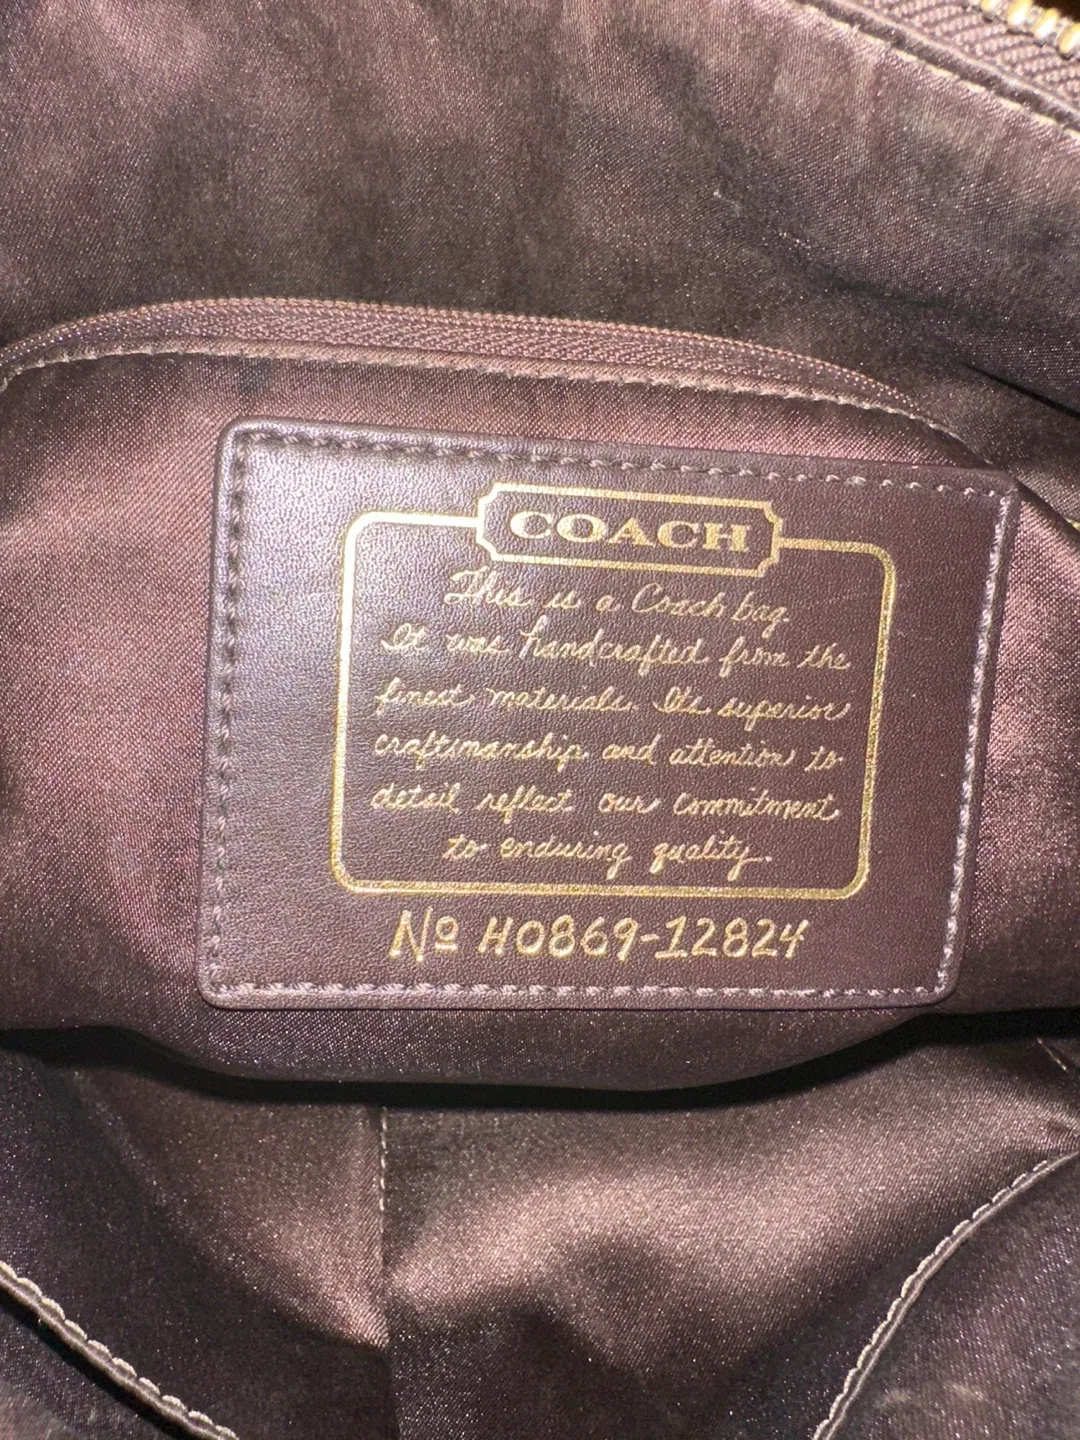 COACH
This is a Coach bag.
It was handcrafted from the
finest materials. Its superior
craftsmanship and attention to
detail reflect our commitment
to enduring quality.
Nº H0869-12824